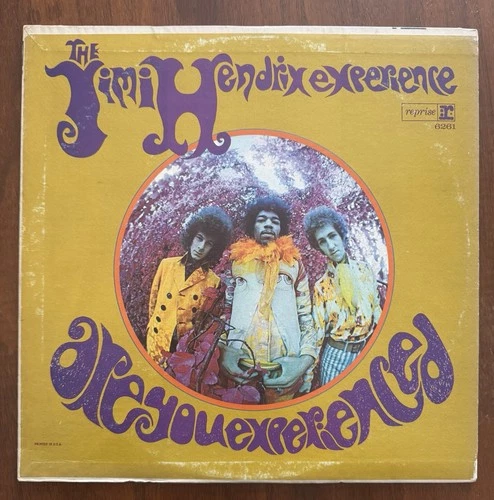 THE
Jimi Hendrix experience
reprise
6261
are you experienced